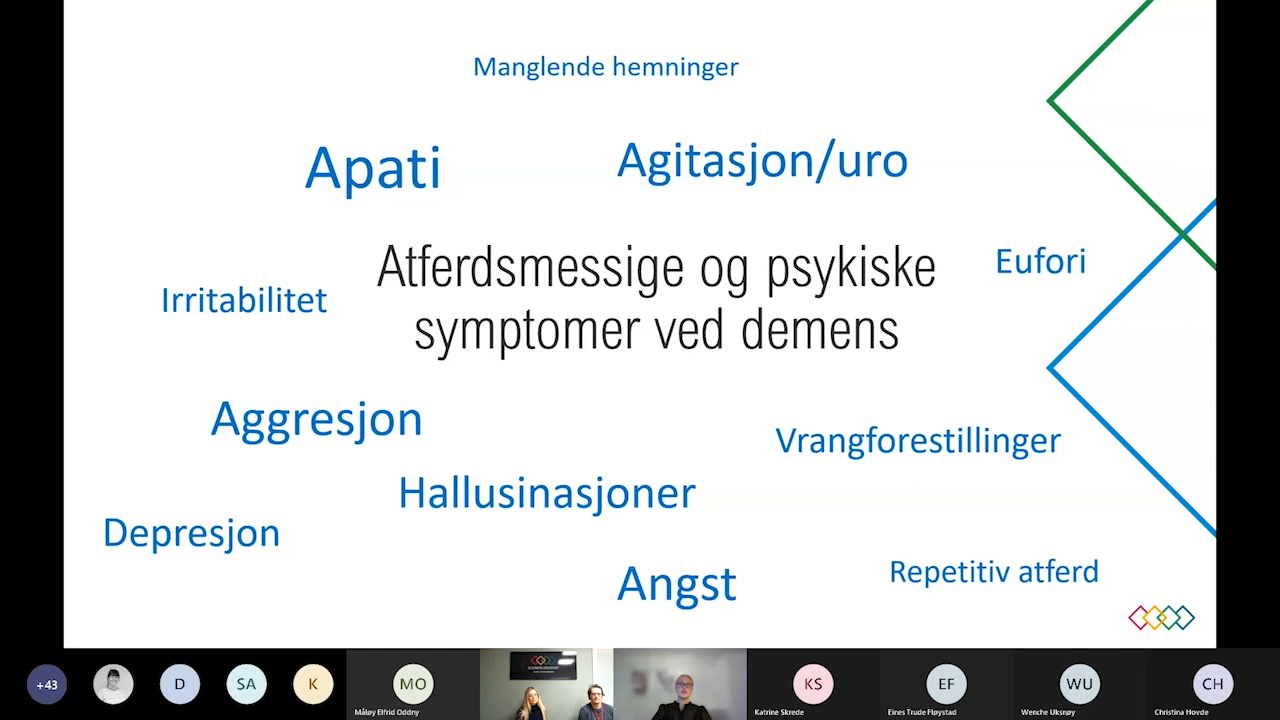 Manglende hemninger
Apati
Agitasjon/uro
Atferdsmessige og psykiske
symptomer ved demens
Eufori
Irritabilitet
Aggresjon
Vrangforestillinger
Hallusinasjoner
Depresjon
Angst
Repetitiv atferd
+43
D
SA
K
MO
Måløy Elfrid Oddny
KS
Katrine Skrede
EF
Eines Trude Fløystad
WU
Wenche Uksnøy
CH
Christina Hovde